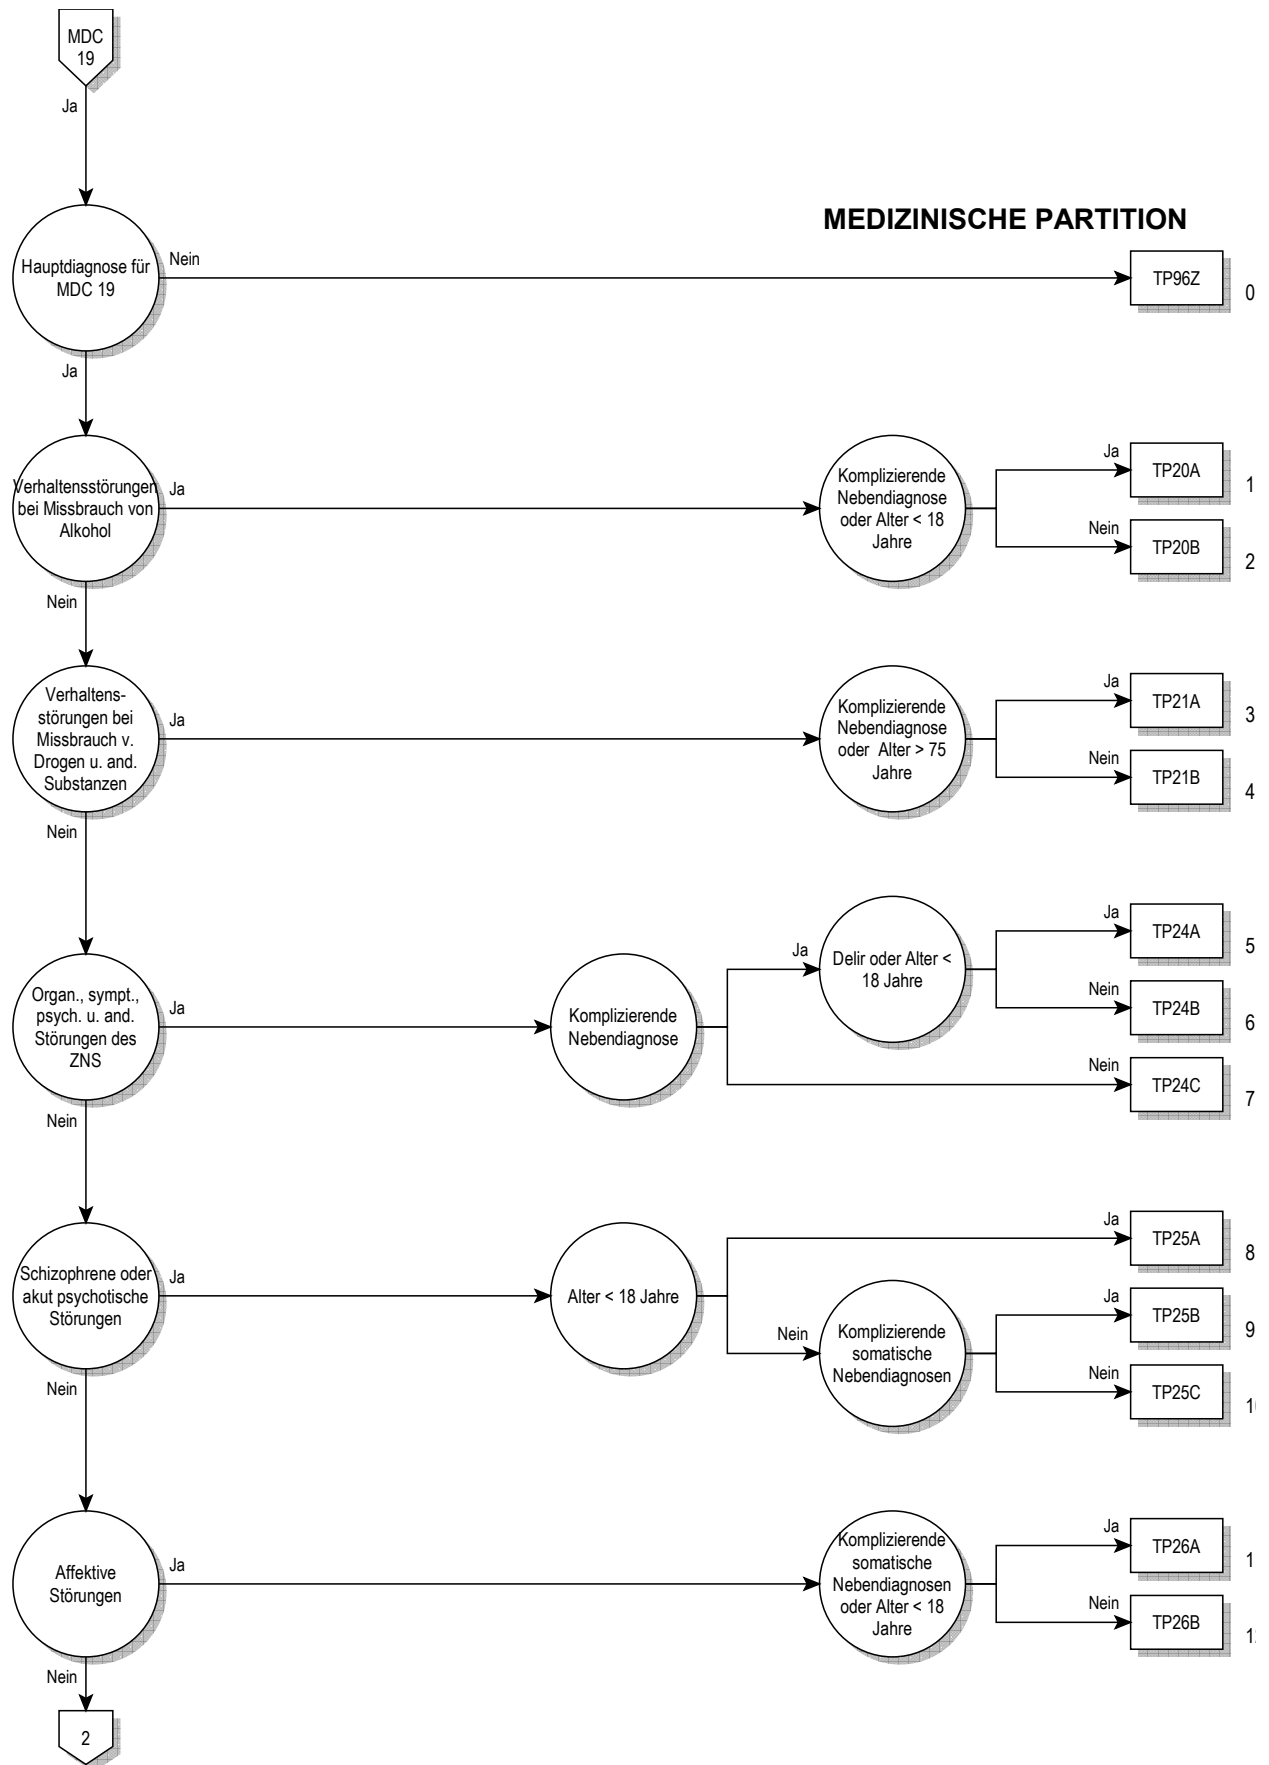 MDC
19
Ja
MEDIZINISCHE PARTITION
Hauptdiagnose für
MDC 19
Nein
TP96Z
0
Ja
Verhaltensstörungen
bei Missbrauch von
Alkohol
Ja
Komplizierende
Nebendiagnose
oder Alter < 18
Jahre
Ja
TP20A
1
Nein
TP20B
2
Nein
Verhaltens-
störungen bei
Missbrauch v.
Drogen u. and.
Substanzen
Ja
Komplizierende
Nebendiagnose
oder Alter > 75
Jahre
Ja
TP21A
3
Nein
TP21B
4
Nein
Organ., sympt.,
psych. u. and.
Störungen des
ZNS
Ja
Komplizierende
Nebendiagnose
Ja
Delir oder Alter <
18 Jahre
Ja
TP24A
5
Nein
TP24B
6
Nein
TP24C
7
Nein
Schizophrene oder
akut psychotische
Störungen
Ja
Alter < 18 Jahre
Ja
TP25A
8
Nein
Komplizierende
somatische
Nebendiagnosen
Ja
TP25B
9
Nein
TP25C
Nein
Affektive
Störungen
Ja
Komplizierende
somatische
Nebendiagnosen
oder Alter < 18
Jahre
Ja
TP26A
1
Nein
TP26B
Nein
2